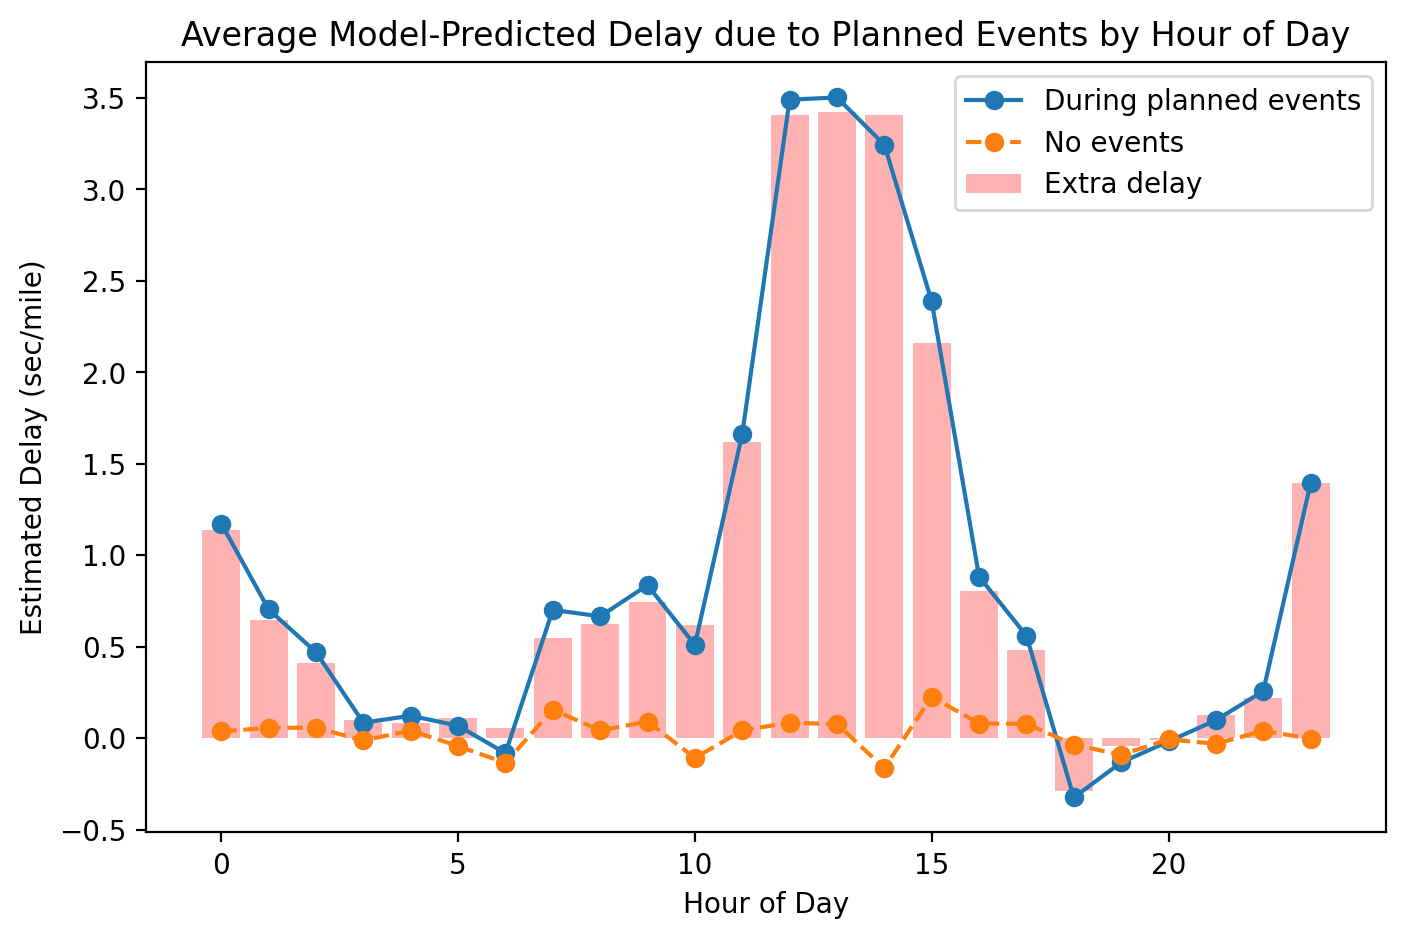 Average Model-Predicted Delay due to Planned Events by Hour of Day
During planned events
No events
Extra delay
Estimated Delay (sec/mile)
3.5
3.0
2.5
2.0
1.5
1.0
0.5
0.0
−0.5
0 5 10 15 20
Hour of Day